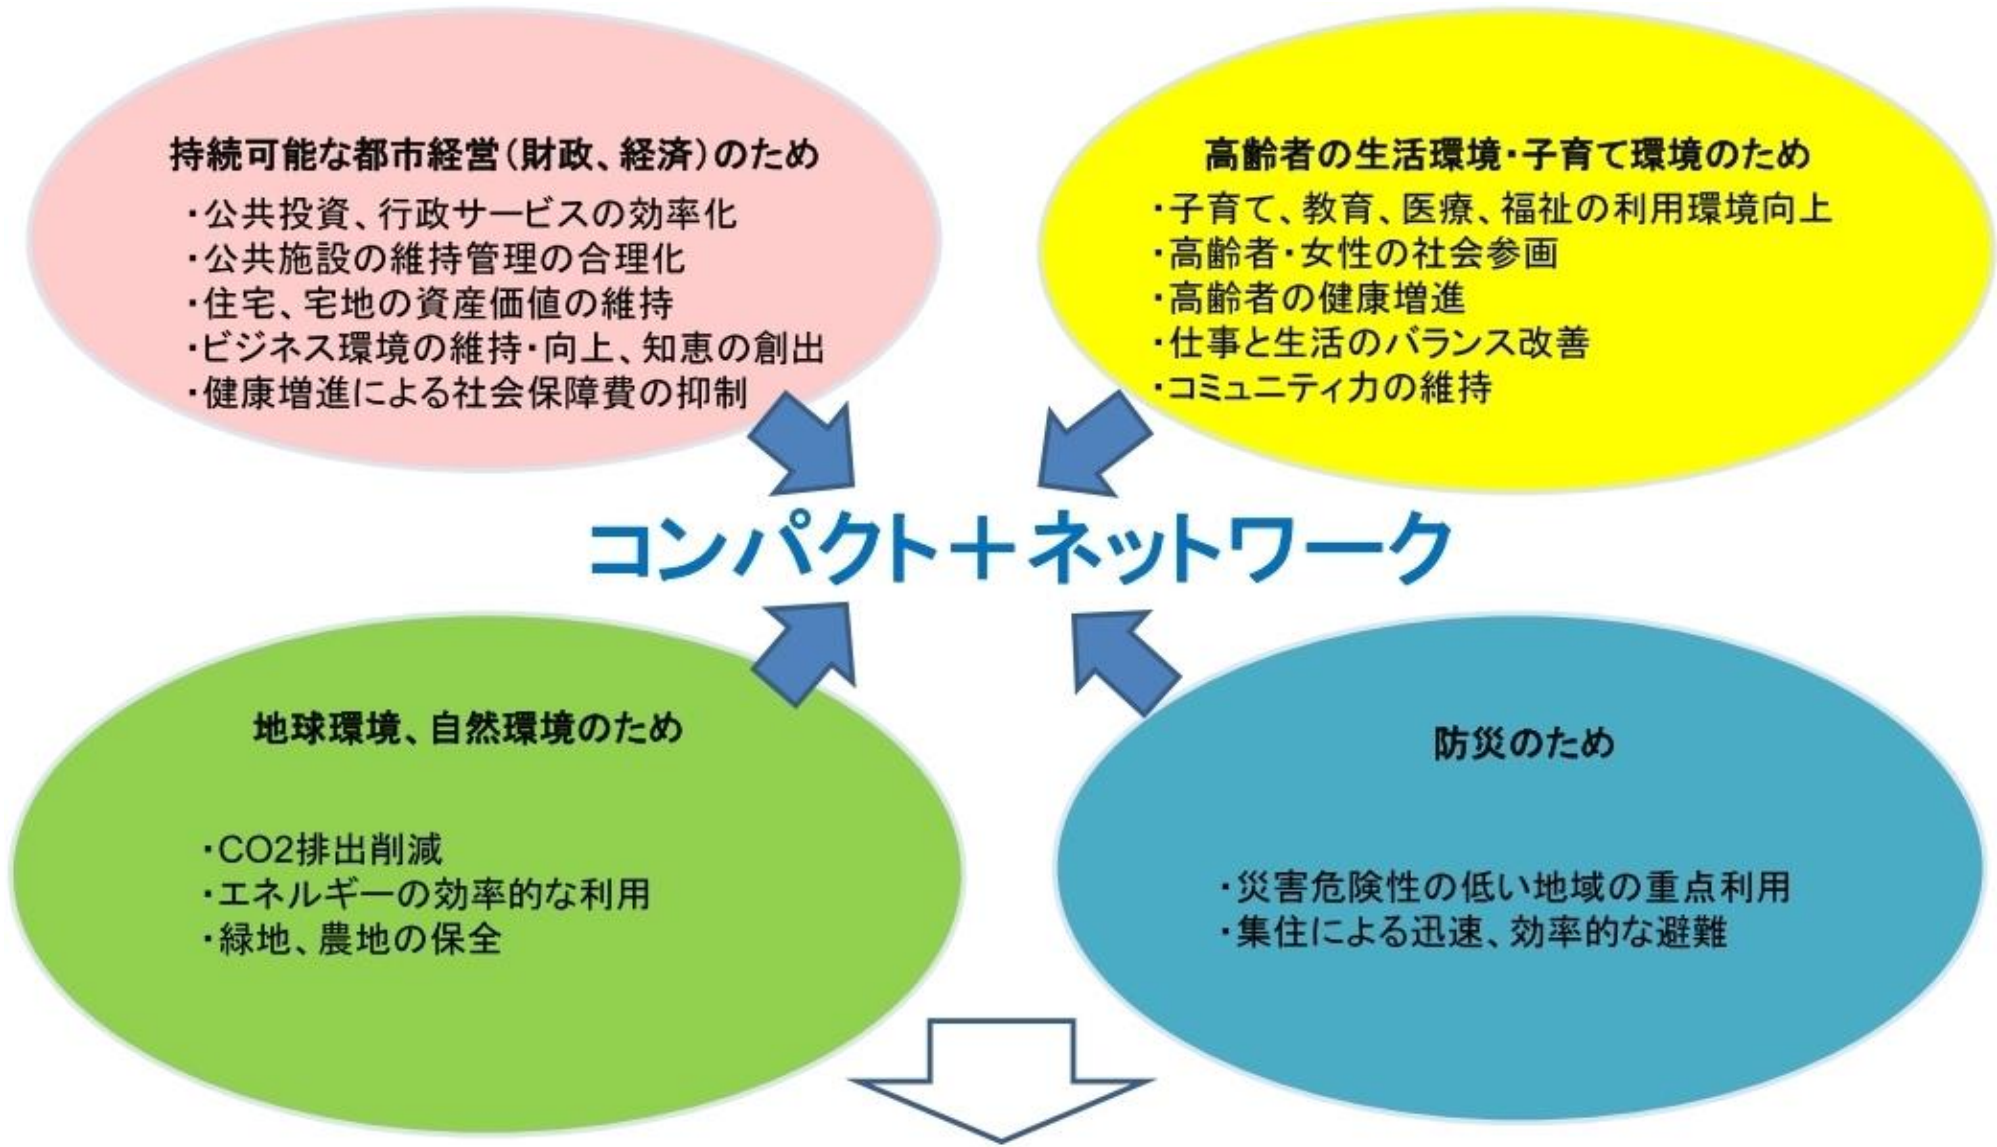 持続可能な都市経営(財政、経済)のため
・公共投資、行政サービスの効率化
・公共施設の維持管理の合理化
・住宅、宅地の資産価値の維持
・ビジネス環境の維持・向上、知恵の創出
・健康増進による社会保障費の抑制
高齢者の生活環境・子育て環境のため
・子育て、教育、医療、福祉の利用環境向上
・高齢者・女性の社会参画
・高齢者の健康増進
・仕事と生活のバランス改善
・コミュニティ力の維持
コンパクト＋ネットワーク
地球環境、自然環境のため
・CO2排出削減
・エネルギーの効率的な利用
・緑地、農地の保全
防災のため
・災害危険性の低い地域の重点利用
・集住による迅速、効率的な避難